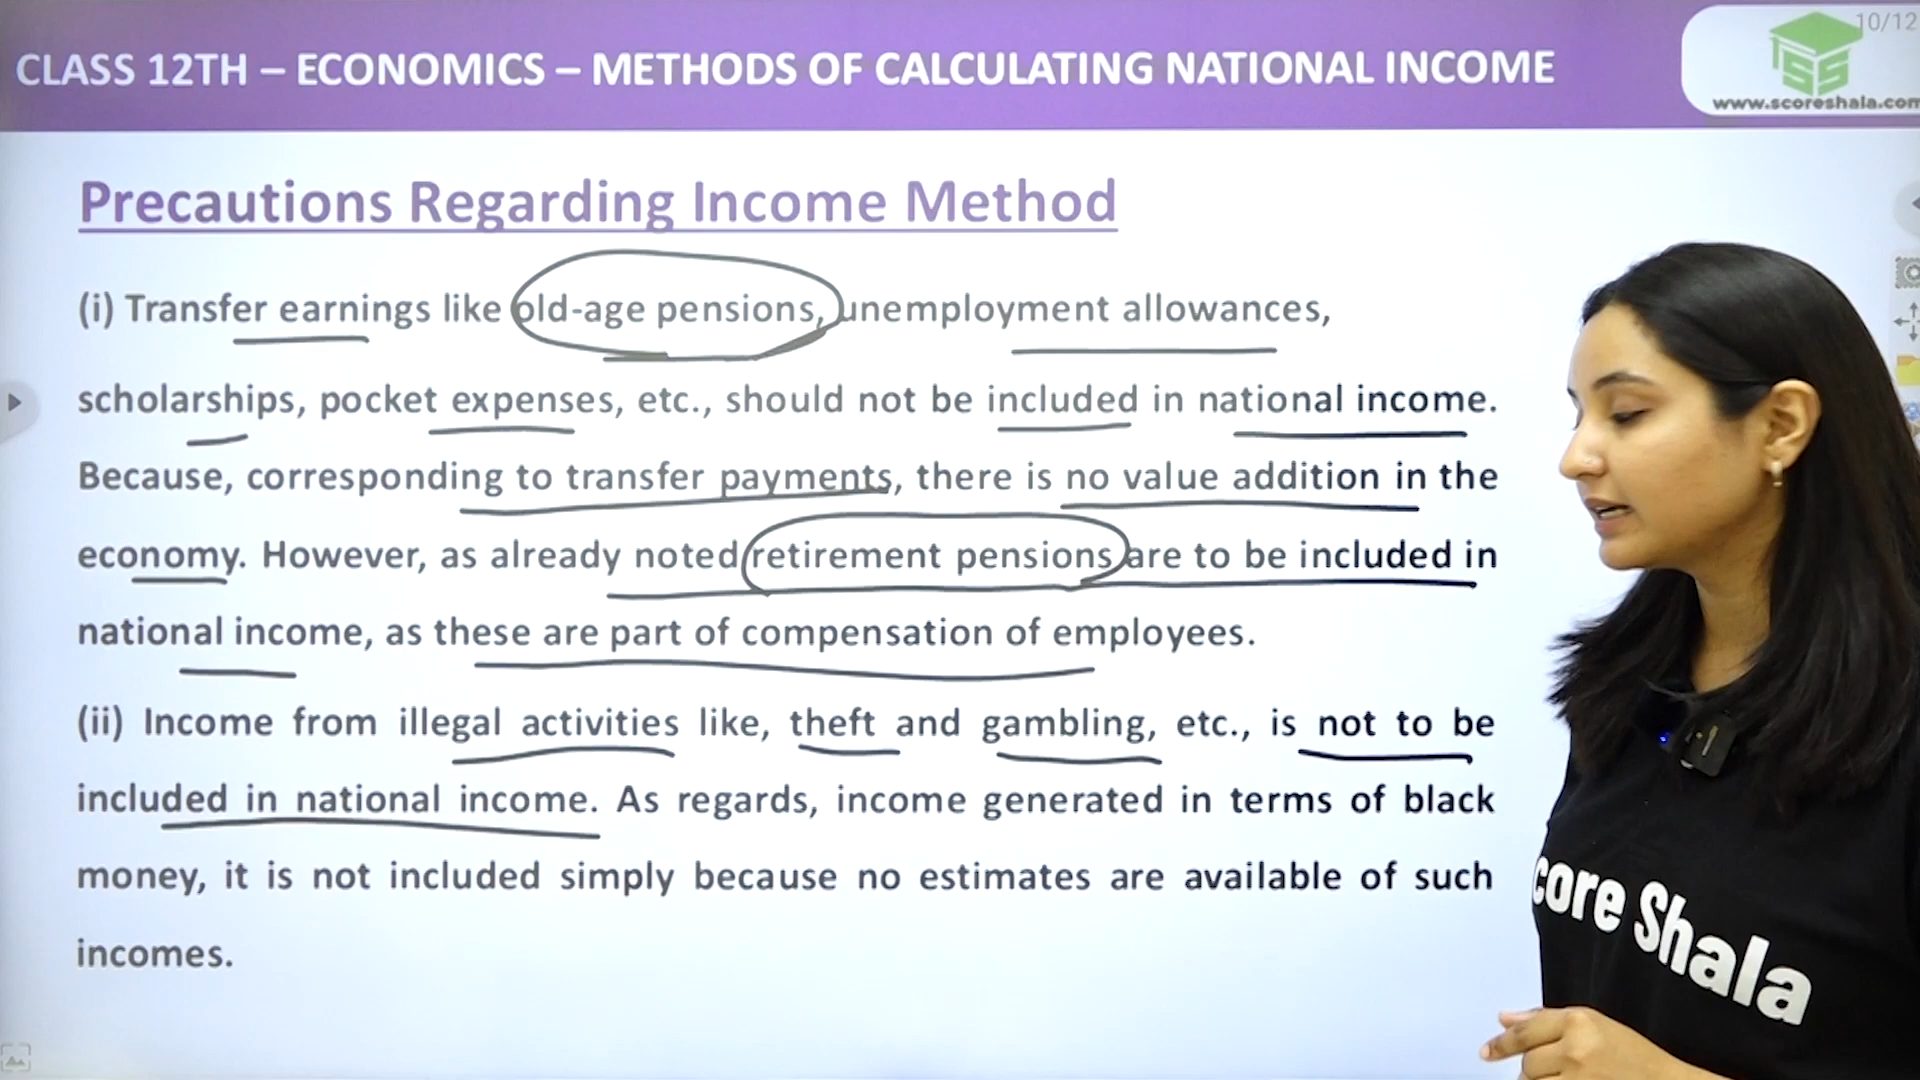 CLASS 12TH – ECONOMICS – METHODS OF CALCULATING NATIONAL INCOME
10/12
SS
www.scoreshala.com
Precautions Regarding Income Method
(i) Transfer earnings like old-age pensions, unemployment allowances,
scholarships, pocket expenses, etc., should not be included in national income.
Because, corresponding to transfer payments, there is no value addition in the
economy. However, as already noted retirement pensions are to be included in
national income, as these are part of compensation of employees.
(ii) Income from illegal activities like, theft and gambling, etc., is not to be
included in national income. As regards, income generated in terms of black
money, it is not included simply because no estimates are available of such
incomes.
core Shala